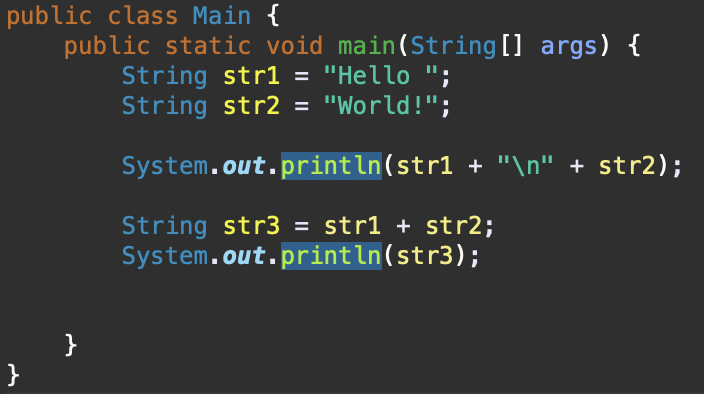 public class Main {
    public static void main(String[] args) {
        String str1 = "Hello ";
        String str2 = "World!";

        System.out.println(str1 + "\n" + str2);

        String str3 = str1 + str2;
        System.out.println(str3);


    }
}